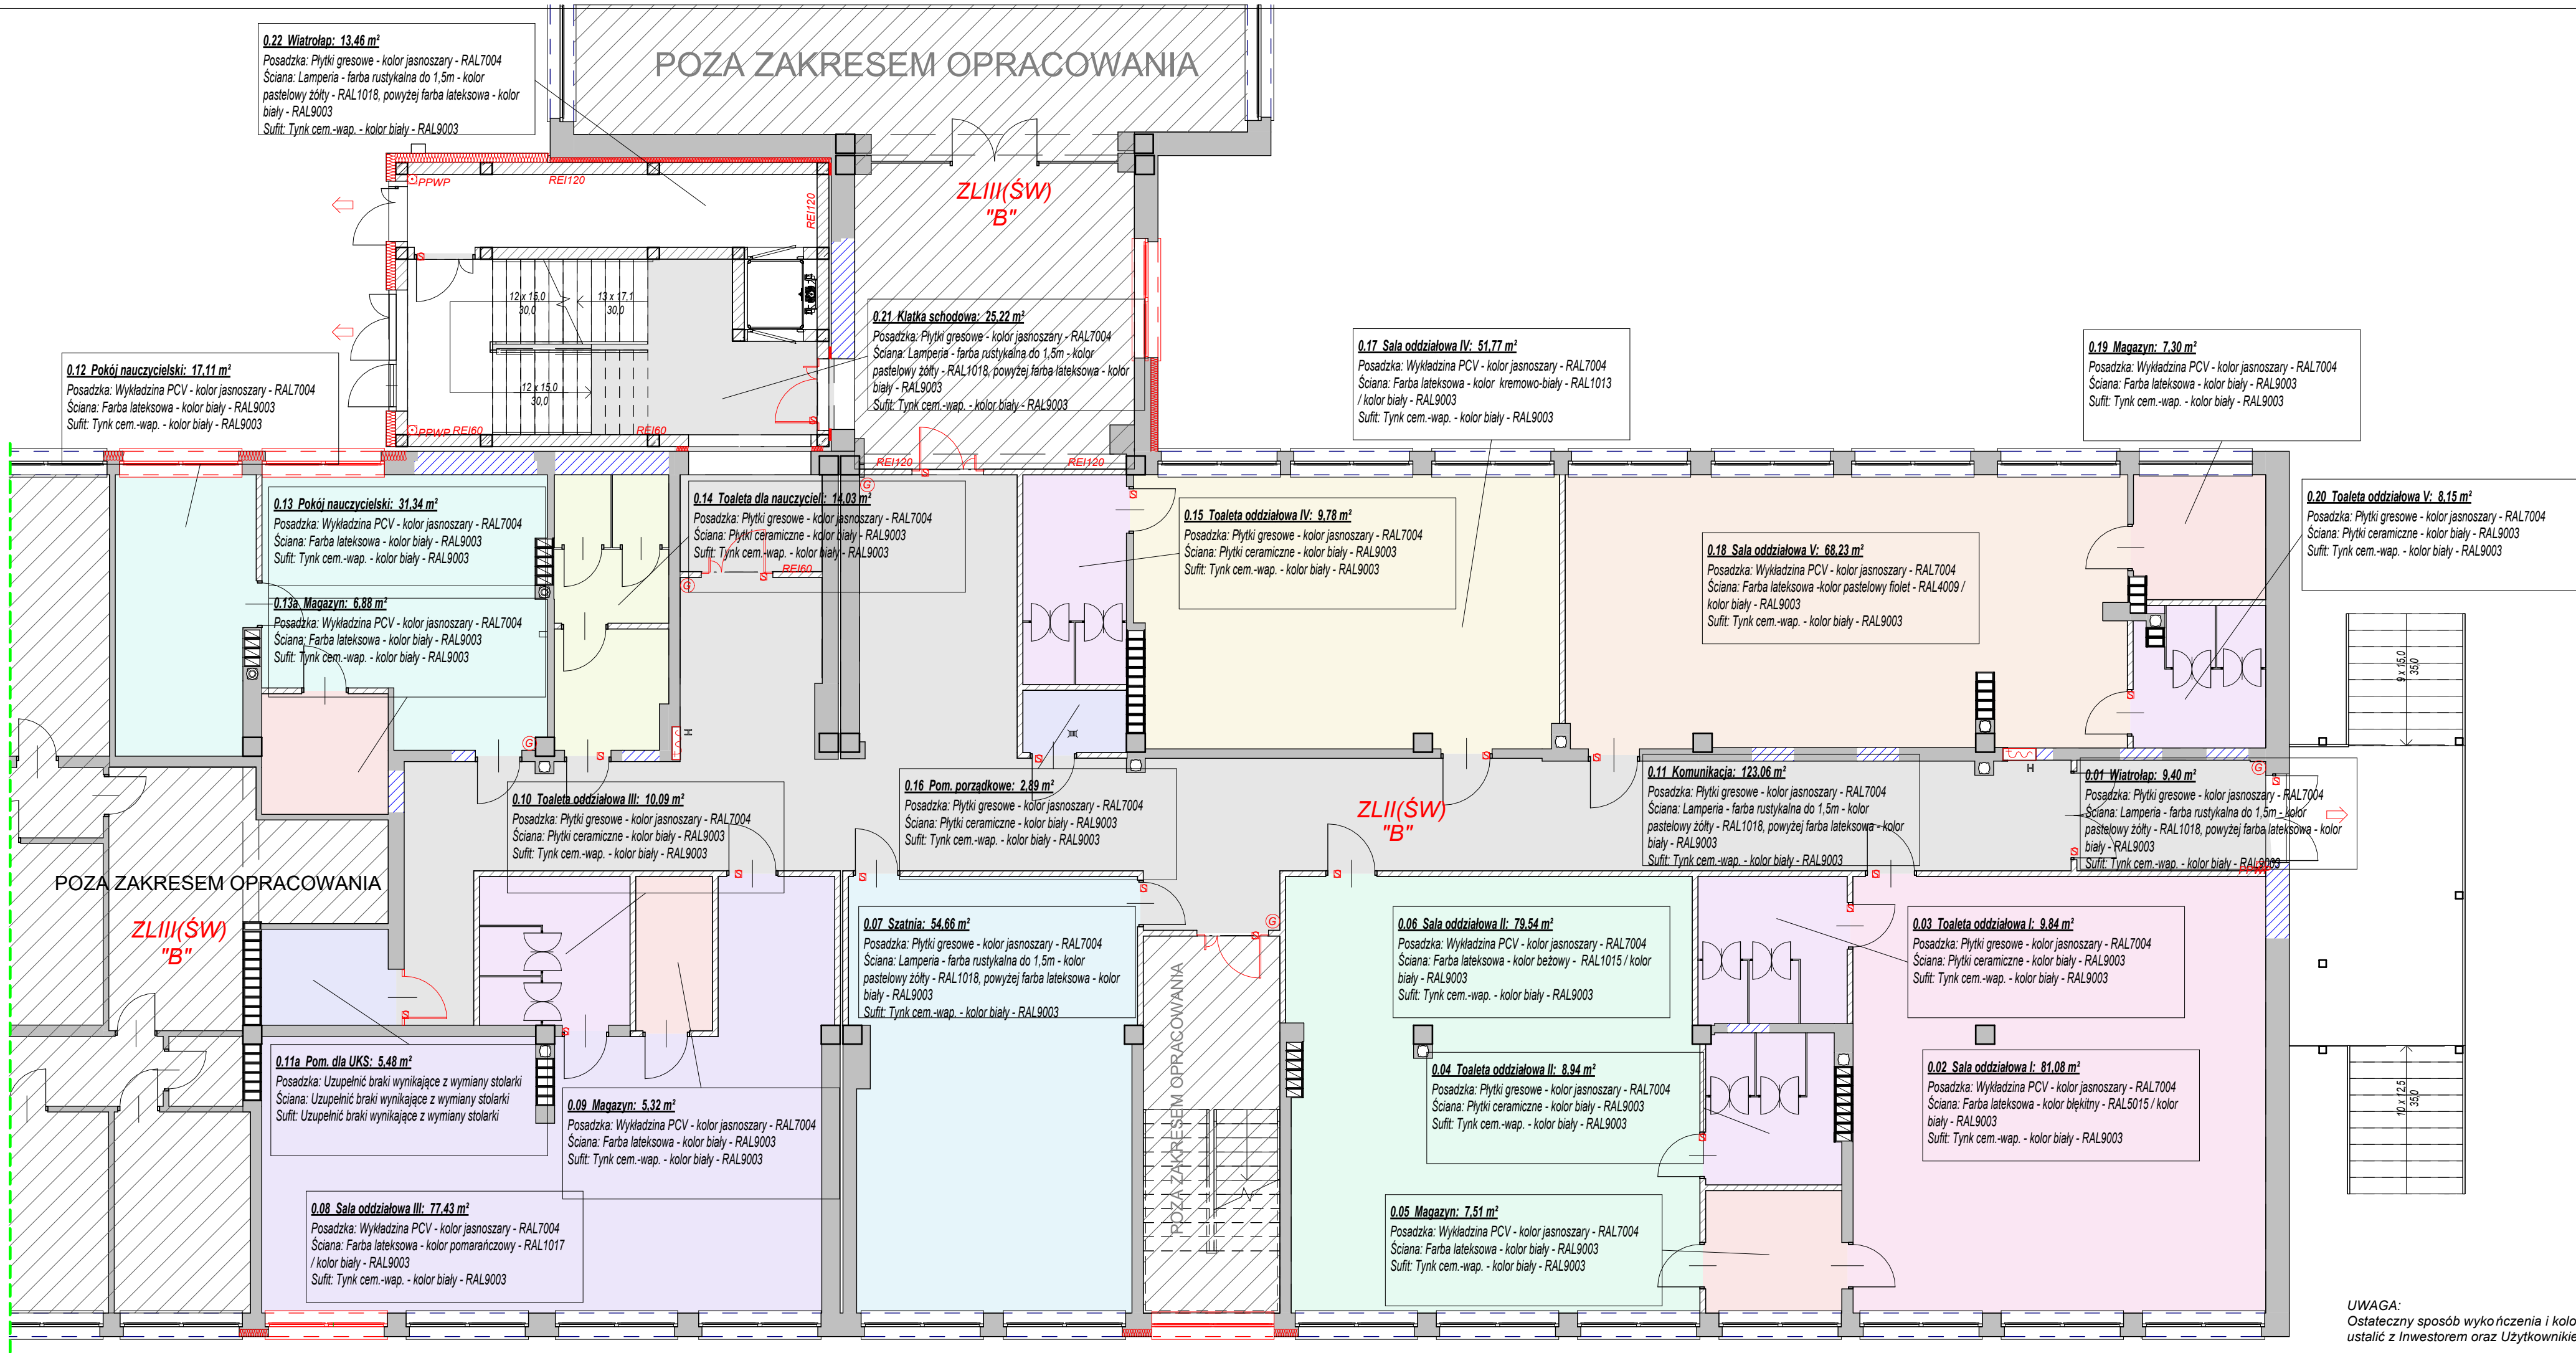 POZA ZAKRESEM OPRACOWANIA
0.22 Wiatrołap: 13,46 m²
Posadzka: Płytki gresowe - kolor jasnoszary - RAL7004
Ściana: Lamperia - farba rustykalna do 1,5m - kolor
pastelowy żółty - RAL1018, powyżej farba lateksowa - kolor
biały - RAL9003
Sufit: Tynk cem.-wap. - kolor biały - RAL9003
PPWP
REI120
REI120
ZLIII(ŚW)
"B"
12 x 15,0
30,0
13 x 17,1
30,0
12 x 15,0
30,0
PPWP
REI60
REI60
0.21 Klatka schodowa: 25,22 m²
Posadzka: Płytki gresowe - kolor jasnoszary - RAL7004
Ściana: Lamperia - farba rustykalna do 1,5m - kolor
pastelowy żółty - RAL1018, powyżej farba lateksowa - kolor
biały - RAL9003
Sufit: Tynk cem.-wap. - kolor biały - RAL9003
REI120
REI120
0.12 Pokój nauczycielski: 17,11 m²
Posadzka: Wykładzina PCV - kolor jasnoszary - RAL7004
Ściana: Farba lateksowa - kolor biały - RAL9003
Sufit: Tynk cem.-wap. - kolor biały - RAL9003
0.17 Sala oddziałowa IV: 51,77 m²
Posadzka: Wykładzina PCV - kolor jasnoszary - RAL7004
Ściana: Farba lateksowa - kolor kremowo-biały - RAL1013
/ kolor biały - RAL9003
Sufit: Tynk cem.-wap. - kolor biały - RAL9003
0.19 Magazyn: 7,30 m²
Posadzka: Wykładzina PCV - kolor jasnoszary - RAL7004
Ściana: Farba lateksowa - kolor biały - RAL9003
Sufit: Tynk cem.-wap. - kolor biały - RAL9003
0.13 Pokój nauczycielski: 31,34 m²
Posadzka: Wykładzina PCV - kolor jasnoszary - RAL7004
Ściana: Farba lateksowa - kolor biały - RAL9003
Sufit: Tynk cem.-wap. - kolor biały - RAL9003
0.13a Magazyn: 6,88 m²
Posadzka: Wykładzina PCV - kolor jasnoszary - RAL7004
Ściana: Farba lateksowa - kolor biały - RAL9003
Sufit: Tynk cem.-wap. - kolor biały - RAL9003
0.14 Toaleta dla nauczycieli: 14,03 m²
Posadzka: Płytki gresowe - kolor jasnoszary - RAL7004
Ściana: Płytki ceramiczne - kolor biały - RAL9003
Sufit: Tynk cem.-wap. - kolor biały - RAL9003
REI60
G
G
0.15 Toaleta oddziałowa IV: 9,78 m²
Posadzka: Płytki gresowe - kolor jasnoszary - RAL7004
Ściana: Płytki ceramiczne - kolor biały - RAL9003
Sufit: Tynk cem.-wap. - kolor biały - RAL9003
0.18 Sala oddziałowa V: 68,23 m²
Posadzka: Wykładzina PCV - kolor jasnoszary - RAL7004
Ściana: Farba lateksowa -kolor pastelowy fiolet - RAL4009 /
kolor biały - RAL9003
Sufit: Tynk cem.-wap. - kolor biały - RAL9003
0.20 Toaleta oddziałowa V: 8,15 m²
Posadzka: Płytki gresowe - kolor jasnoszary - RAL7004
Ściana: Płytki ceramiczne - kolor biały - RAL9003
Sufit: Tynk cem.-wap. - kolor biały - RAL9003
9 x 15,0
35,0
G
H
H
G
0.10 Toaleta oddziałowa III: 10,09 m²
Posadzka: Płytki gresowe - kolor jasnoszary - RAL7004
Ściana: Płytki ceramiczne - kolor biały - RAL9003
Sufit: Tynk cem.-wap. - kolor biały - RAL9003
0.16 Pom. porządkowe: 2,89 m²
Posadzka: Płytki gresowe - kolor jasnoszary - RAL7004
Ściana: Płytki ceramiczne - kolor biały - RAL9003
Sufit: Tynk cem.-wap. - kolor biały - RAL9003
ZLII(ŚW)
"B"
0.11 Komunikacja: 123,06 m²
Posadzka: Płytki gresowe - kolor jasnoszary - RAL7004
Ściana: Lamperia - farba rustykalna do 1,5m - kolor
pastelowy żółty - RAL1018, powyżej farba lateksowa - kolor
biały - RAL9003
Sufit: Tynk cem.-wap. - kolor biały - RAL9003
0.01 Wiatrołap: 9,40 m²
Posadzka: Płytki gresowe - kolor jasnoszary - RAL7004
Ściana: Lamperia - farba rustykalna do 1,5m - kolor
pastelowy żółty - RAL1018, powyżej farba lateksowa - kolor
biały - RAL9003
Sufit: Tynk cem.-wap. - kolor biały - RAL9003
PPWP
POZA ZAKRESEM OPRACOWANIA
ZLIII(ŚW)
"B"
0.07 Szatnia: 54,66 m²
Posadzka: Płytki gresowe - kolor jasnoszary - RAL7004
Ściana: Lamperia - farba rustykalna do 1,5m - kolor
pastelowy żółty - RAL1018, powyżej farba lateksowa - kolor
biały - RAL9003
Sufit: Tynk cem.-wap. - kolor biały - RAL9003
G
POZA ZAKRESEM OPRACOWANIA
0.06 Sala oddziałowa II: 79,54 m²
Posadzka: Wykładzina PCV - kolor jasnoszary - RAL7004
Ściana: Farba lateksowa - kolor beżowy - RAL1015 / kolor
biały - RAL9003
Sufit: Tynk cem.-wap. - kolor biały - RAL9003
0.03 Toaleta oddziałowa I: 9,84 m²
Posadzka: Płytki gresowe - kolor jasnoszary - RAL7004
Ściana: Płytki ceramiczne - kolor biały - RAL9003
Sufit: Tynk cem.-wap. - kolor biały - RAL9003
0.11a Pom. dla UKS: 5,48 m²
Posadzka: Uzupełnić braki wynikające z wymiany stolarki
Ściana: Uzupełnić braki wynikające z wymiany stolarki
Sufit: Uzupełnić braki wynikające z wymiany stolarki
0.09 Magazyn: 5,32 m²
Posadzka: Wykładzina PCV - kolor jasnoszary - RAL7004
Ściana: Farba lateksowa - kolor biały - RAL9003
Sufit: Tynk cem.-wap. - kolor biały - RAL9003
0.04 Toaleta oddziałowa II: 8,94 m²
Posadzka: Płytki gresowe - kolor jasnoszary - RAL7004
Ściana: Płytki ceramiczne - kolor biały - RAL9003
Sufit: Tynk cem.-wap. - kolor biały - RAL9003
0.02 Sala oddziałowa I: 81,08 m²
Posadzka: Wykładzina PCV - kolor jasnoszary - RAL7004
Ściana: Farba lateksowa - kolor błękitny - RAL5015 / kolor
biały - RAL9003
Sufit: Tynk cem.-wap. - kolor biały - RAL9003
10 x 12,5
35,0
0.08 Sala oddziałowa III: 77,43 m²
Posadzka: Wykładzina PCV - kolor jasnoszary - RAL7004
Ściana: Farba lateksowa - kolor pomarańczowy - RAL1017
/ kolor biały - RAL9003
Sufit: Tynk cem.-wap. - kolor biały - RAL9003
0.05 Magazyn: 7,51 m²
Posadzka: Wykładzina PCV - kolor jasnoszary - RAL7004
Ściana: Farba lateksowa - kolor biały - RAL9003
Sufit: Tynk cem.-wap. - kolor biały - RAL9003
UWAGA:
Ostateczny sposób wykończenia i kolo
ustalić z Inwestorem oraz Użytkownikie